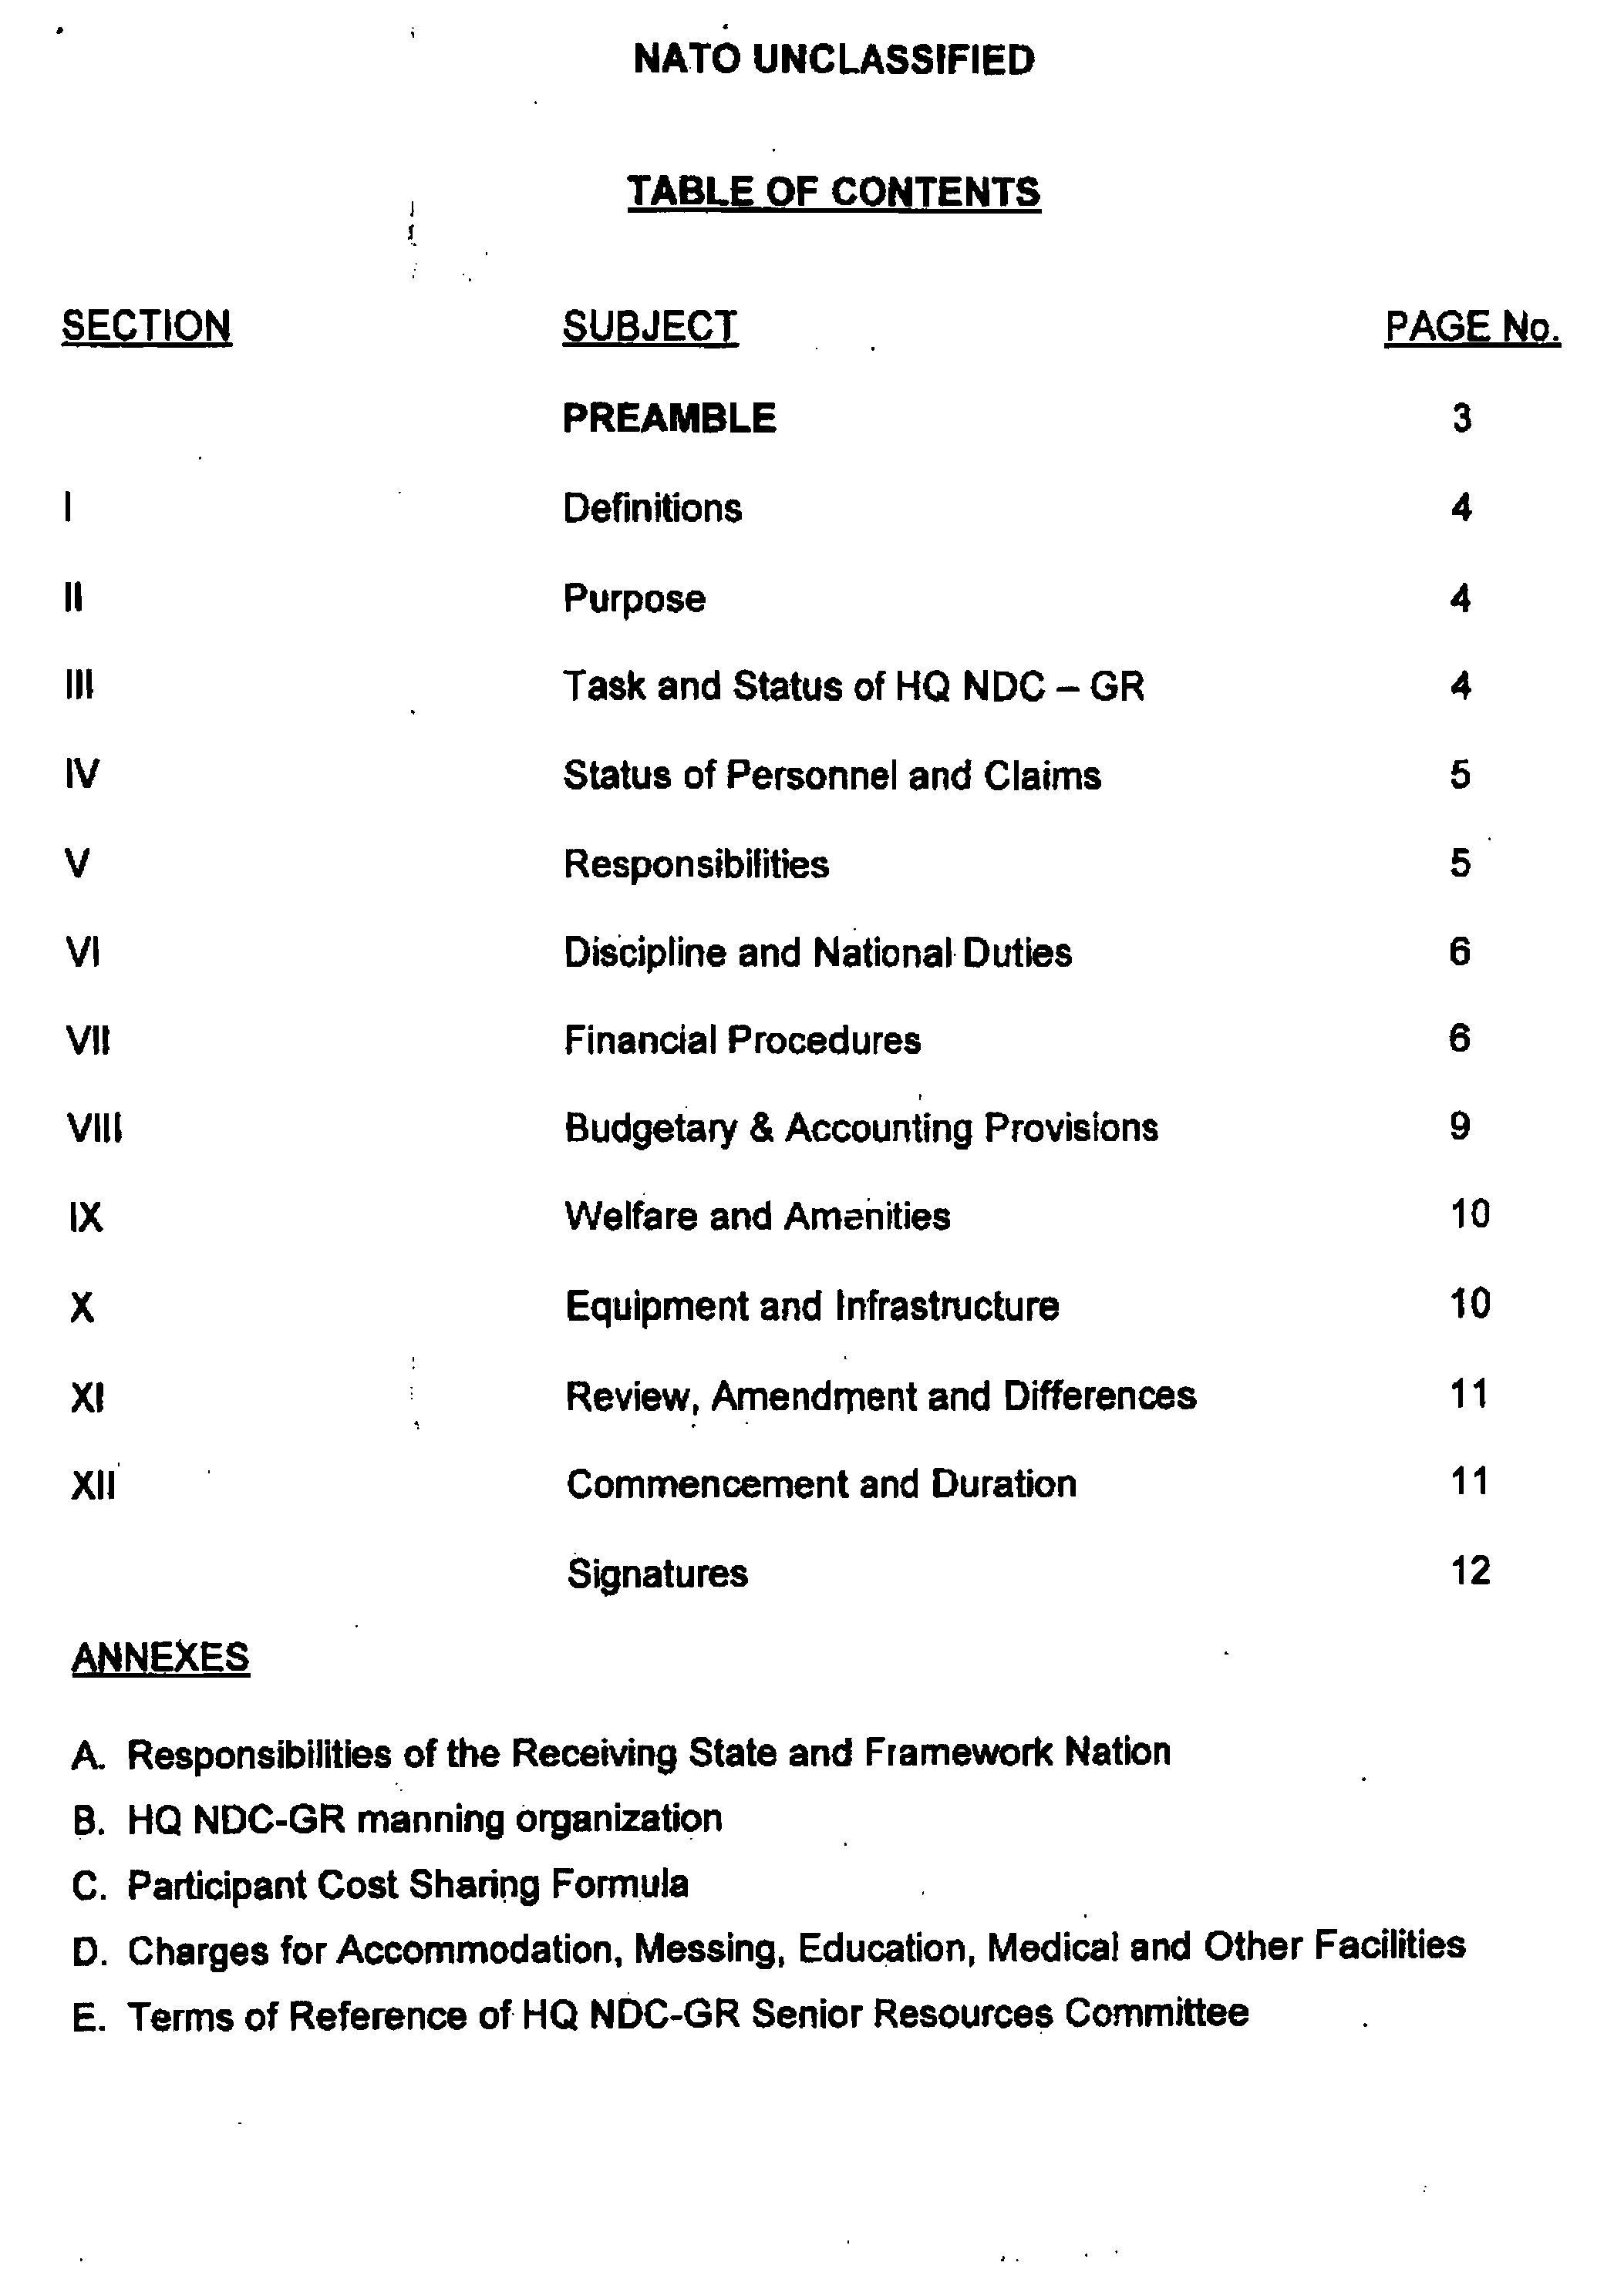 NATO UNCLASSIFIED
TABLE OF CONTENTS
SECTION SUBJECT PAGE No.
PREAMBLE 3
I Definitions 4
II Purpose 4
III Task and Status of HQ NDC – GR 4
IV Status of Personnel and Claims 5
V Responsibilities 5
VI Discipline and National Duties 6
VII Financial Procedures 6
VIII Budgetary & Accounting Provisions 9
IX Welfare and Amenities 10
X Equipment and Infrastructure 10
XI Review, Amendment and Differences 11
XII Commencement and Duration 11
Signatures 12
ANNEXES
A. Responsibilities of the Receiving State and Framework Nation
B. HQ NDC-GR manning organization
C. Participant Cost Sharing Formula
D. Charges for Accommodation, Messing, Education, Medical and Other Facilities
E. Terms of Reference of HQ NDC-GR Senior Resources Committee